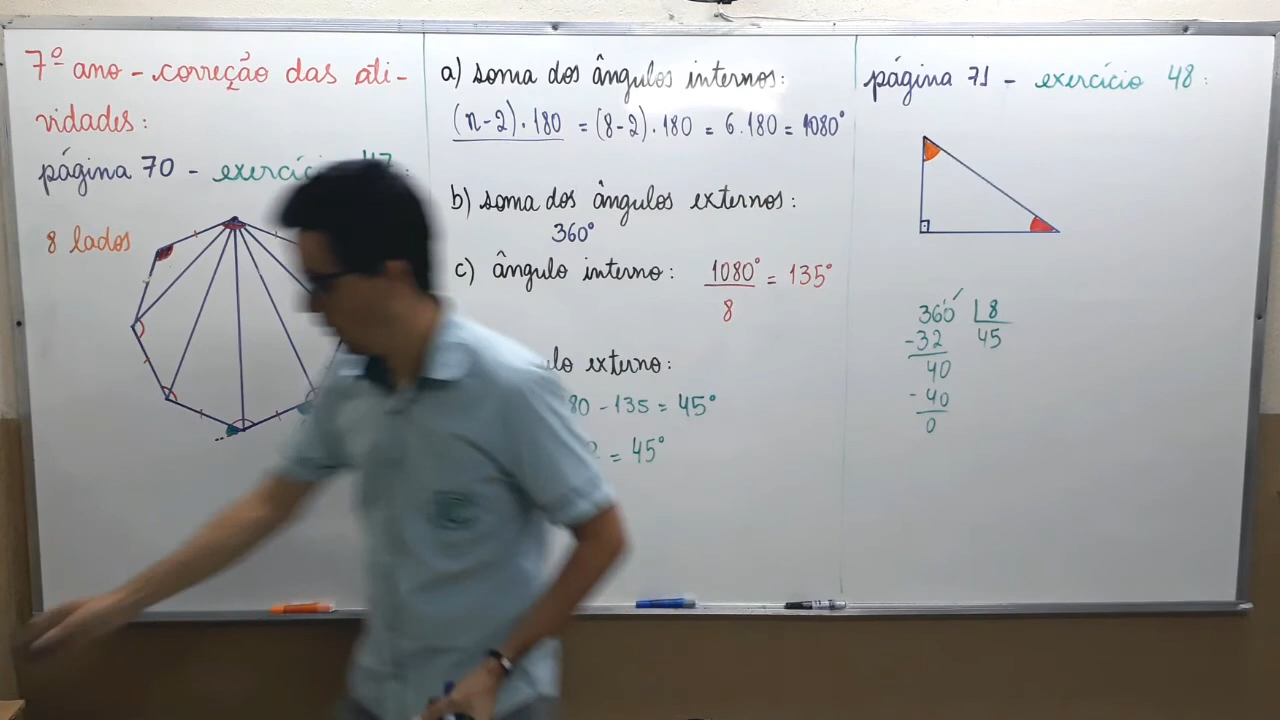 7º ano - correção das ati-
vidades:
página 70 - 
8 lados
a) soma dos ângulos internos:
(n-2).180 = (8-2).180 = 6.180 = 1080°
b) soma dos ângulos externos:
360°
c) ângulo interno: 1080°/8 = 135°
externo:
80 - 135 = 45°
= 45°
página 71 - exercício 48:
360 8
-32 45
40
-40
0